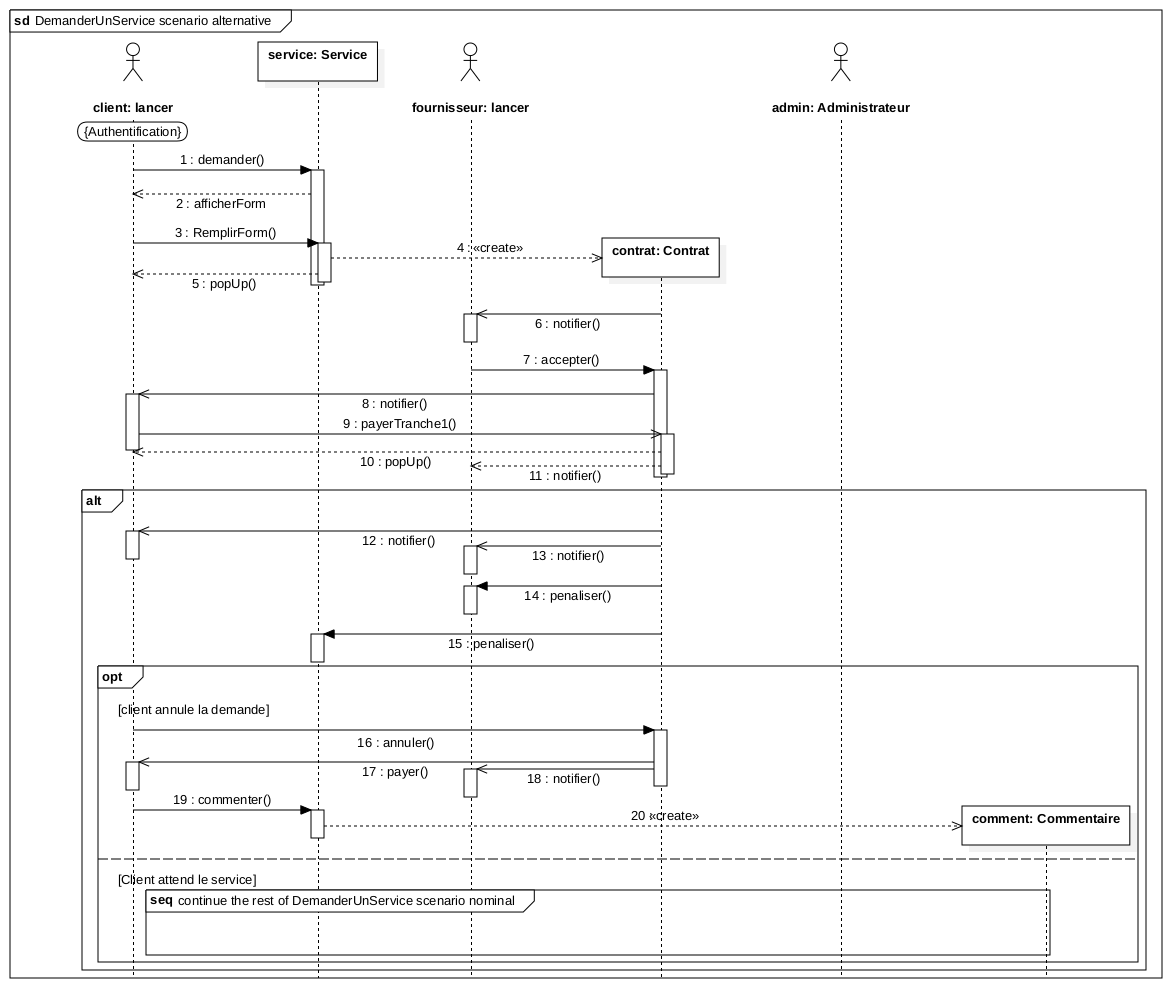 sd DemanderUnService scenario alternative
service: Service
client: lancer
fournisseur: lancer
admin: Administrateur
{Authentification}
1 : demander()
2 : afficherForm
3 : RemplirForm()
4 : «create»
contrat: Contrat
5 : popUp()
6 : notifier()
7 : accepter()
8 : notifier()
9 : payerTranche1()
10 : popUp()
11 : notifier()
alt
12 : notifier()
13 : notifier()
14 : penaliser()
15 : penaliser()
opt
[client annule la demande]
16 : annuler()
17 : payer()
18 : notifier()
19 : commenter()
20 : «create»
comment: Commentaire
[Client attend le service]
seq continue the rest of DemanderUnService scenario nominal